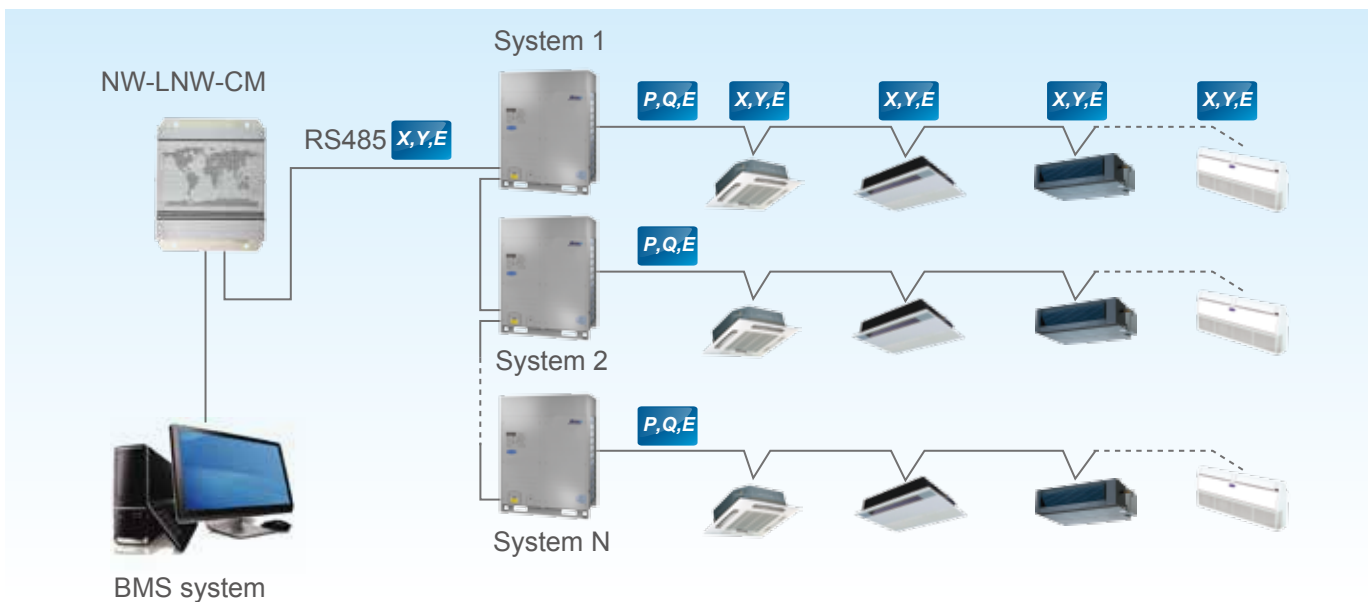 System 1
NW-LNW-CM
P,Q,E X,Y,E X,Y,E X,Y,E X,Y,E
RS485 X,Y,E
P,Q,E
System 2
P,Q,E
System N
BMS system